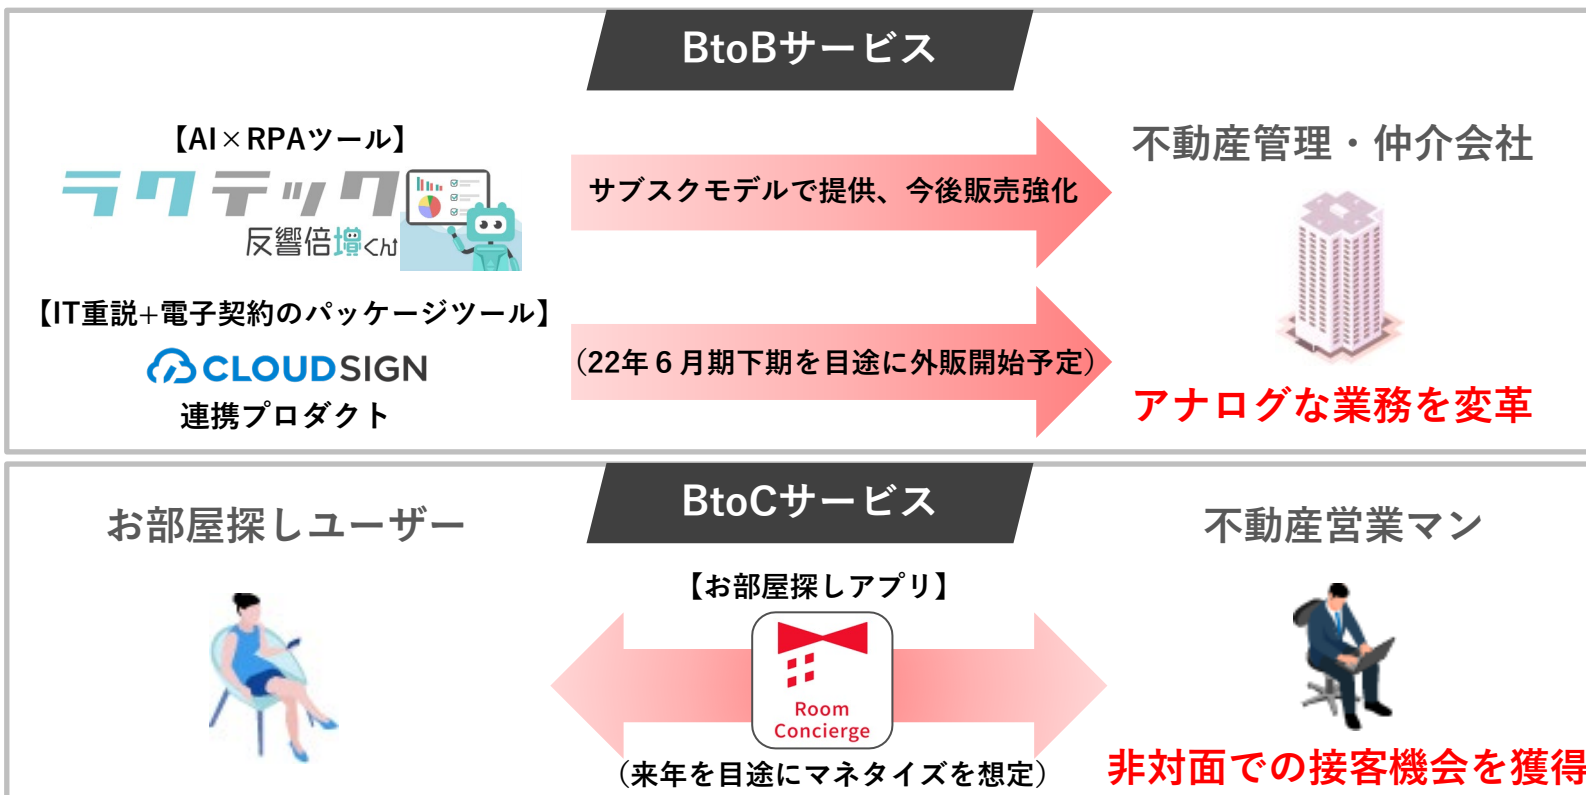 BtoBサービス
【AI×RPAツール】
ラクテック
反響倍増くん
サブスクモデルで提供、今後販売強化
不動産管理・仲介会社
【IT重説+電子契約のパッケージツール】
CLOUDSIGN
連携プロダクト
（22年６月期下期を目途に外販開始予定）
アナログな業務を変革
BtoCサービス
お部屋探しユーザー
【お部屋探しアプリ】
Room
Concierge
（来年を目途にマネタイズを想定）
不動産営業マン
非対面での接客機会を獲得